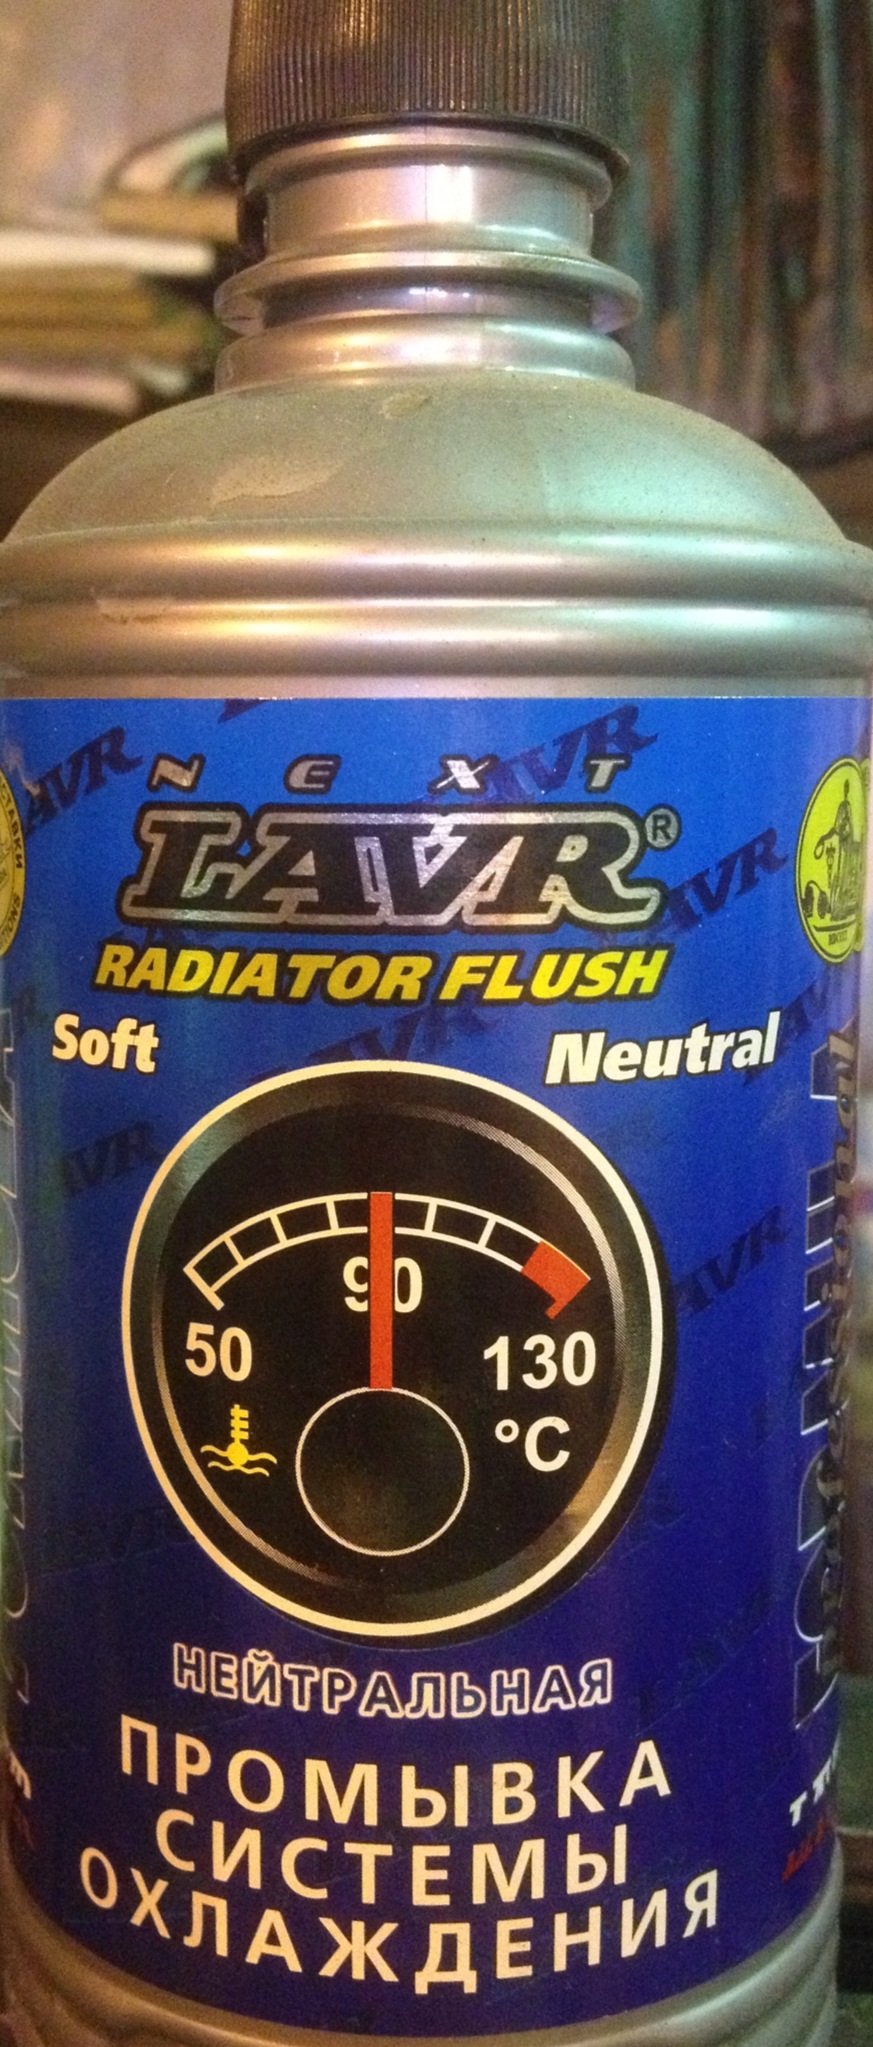 NEXT
LAVR®
RADIATOR FLUSH
Soft
Neutral
90
50
130
°C
НЕЙТРАЛЬНАЯ
ПРОМЫВКА
СИСТЕМЫ
ОХЛАЖДЕНИЯ